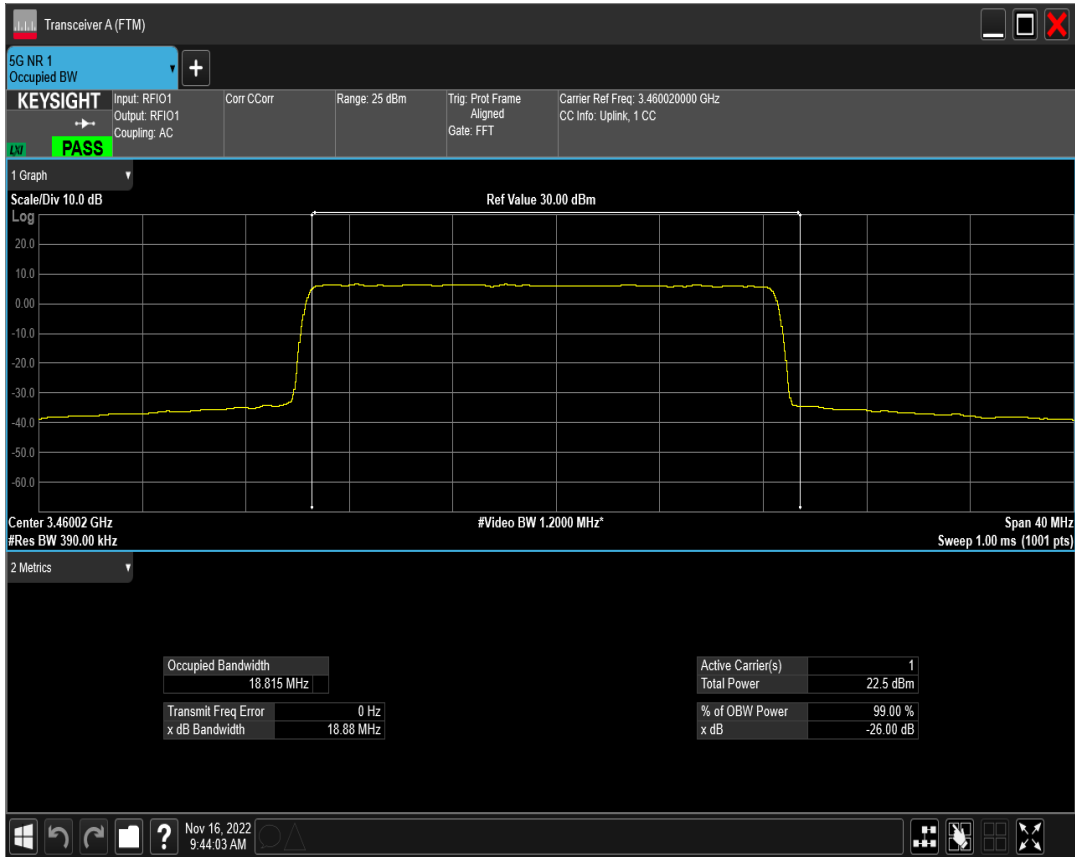 Transceiver A (FTM)
5G NR 1
Occupied BW
+
KEYSIGHT
LXI
PASS
Input: RFIO1
Output: RFIO1
Coupling: AC
Corr CCorr
Range: 25 dBm
Trig: Prot Frame
Aligned
Gate: FFT
Carrier Ref Freq: 3.460020000 GHz
CC Info: Uplink, 1 CC
1 Graph
Scale/Div 10.0 dB
Ref Value 30.00 dBm
Log
20.0
10.0
0.00
-10.0
-20.0
-30.0
-40.0
-50.0
-60.0
Center 3.46002 GHz
#Video BW 1.2000 MHz*
Span 40 MHz
#Res BW 390.00 kHz
Sweep 1.00 ms (1001 pts)
2 Metrics
Occupied Bandwidth
18.815 MHz
Transmit Freq Error 0 Hz
x dB Bandwidth 18.88 MHz
Active Carrier(s) 1
Total Power 22.5 dBm
% of OBW Power 99.00 %
x dB -26.00 dB
?
Nov 16, 2022
9:44:03 AM